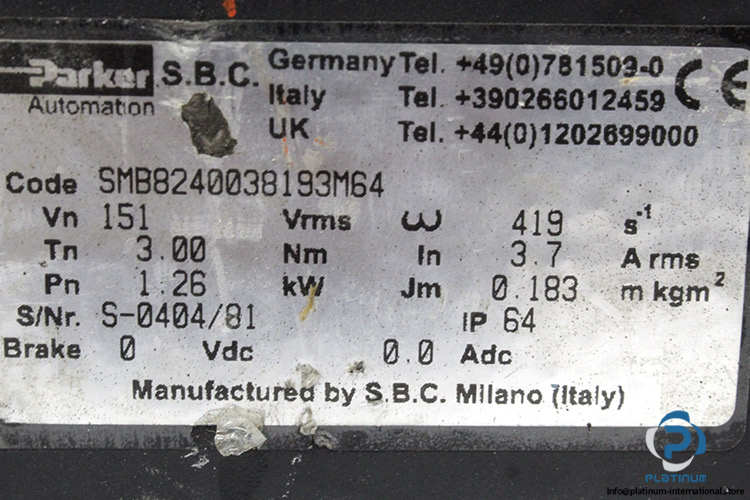 Parker S.B.C. Germany Tel. +49(0)781509-0
Automation Italy Tel. +390266012459
UK Tel. +44(0)1202699000
CE
Code SMB8240038193M64
Vn 151 Vrms ω 419 s⁻¹
Tn 3.00 Nm In 3.7 A rms
Pn 1.26 kW Jm 0.183 m kgm²
S/Nr. S-0404/81 IP 64
Brake 0 Vdc 0.0 Adc
Manufactured by S.B.C. Milano (Italy)
PLATINUM
Info@platinum-international.store